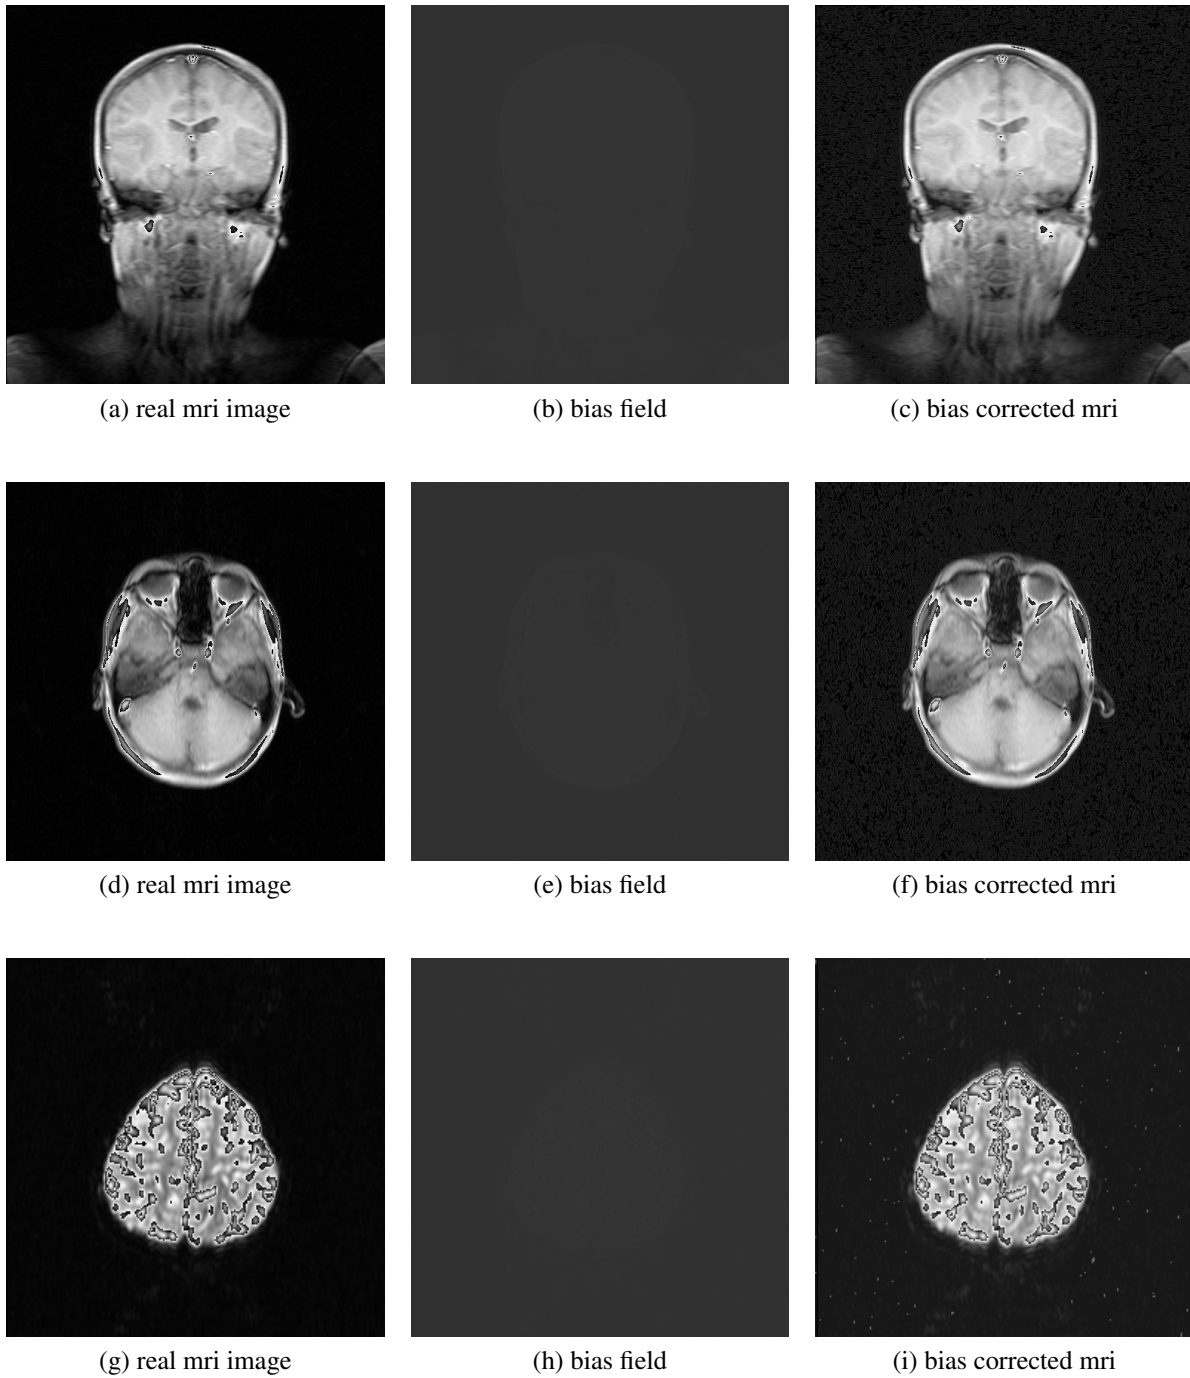 (a) real mri image
(b) bias field
(c) bias corrected mri
(d) real mri image
(e) bias field
(f) bias corrected mri
(g) real mri image
(h) bias field
(i) bias corrected mri